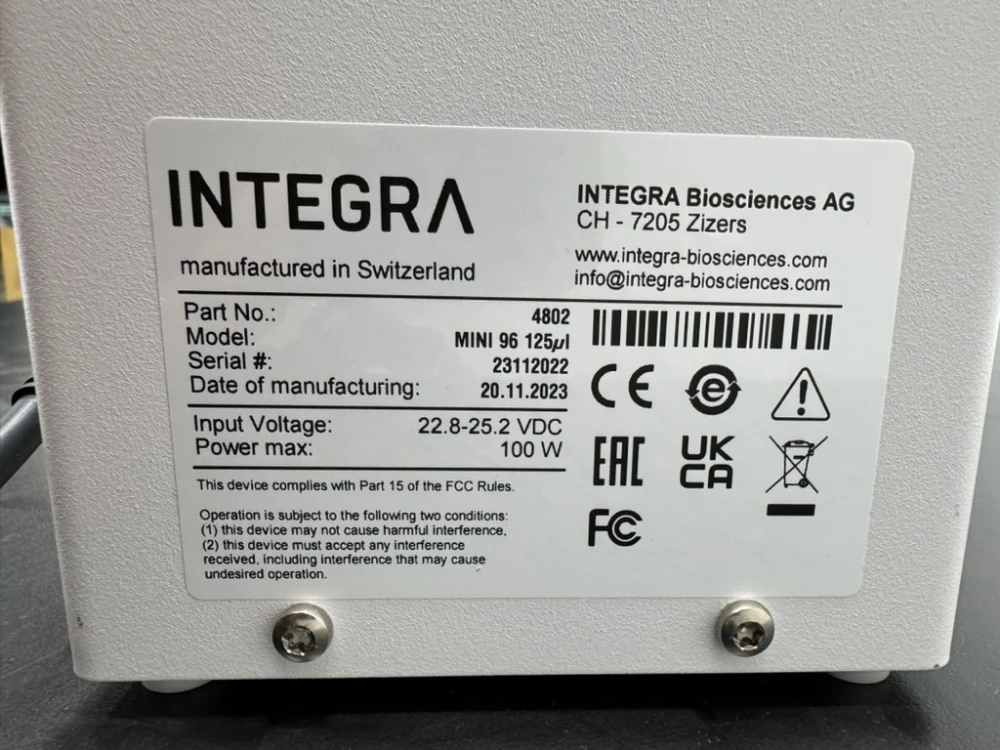 INTEGRA
manufactured in Switzerland
INTEGRA Biosciences AG
CH - 7205 Zizers
www.integra-biosciences.com
info@integra-biosciences.com
Part No.: 4802
Model: MINI 96 125µl
Serial #: 23112022
Date of manufacturing: 20.11.2023
Input Voltage: 22.8-25.2 VDC
Power max: 100 W
This device complies with Part 15 of the FCC Rules.
Operation is subject to the following two conditions:
(1) this device may not cause harmful interference,
(2) this device must accept any interference
received, including interference that may cause
undesired operation.
CE
e
!
EAC
UK
CA
FC